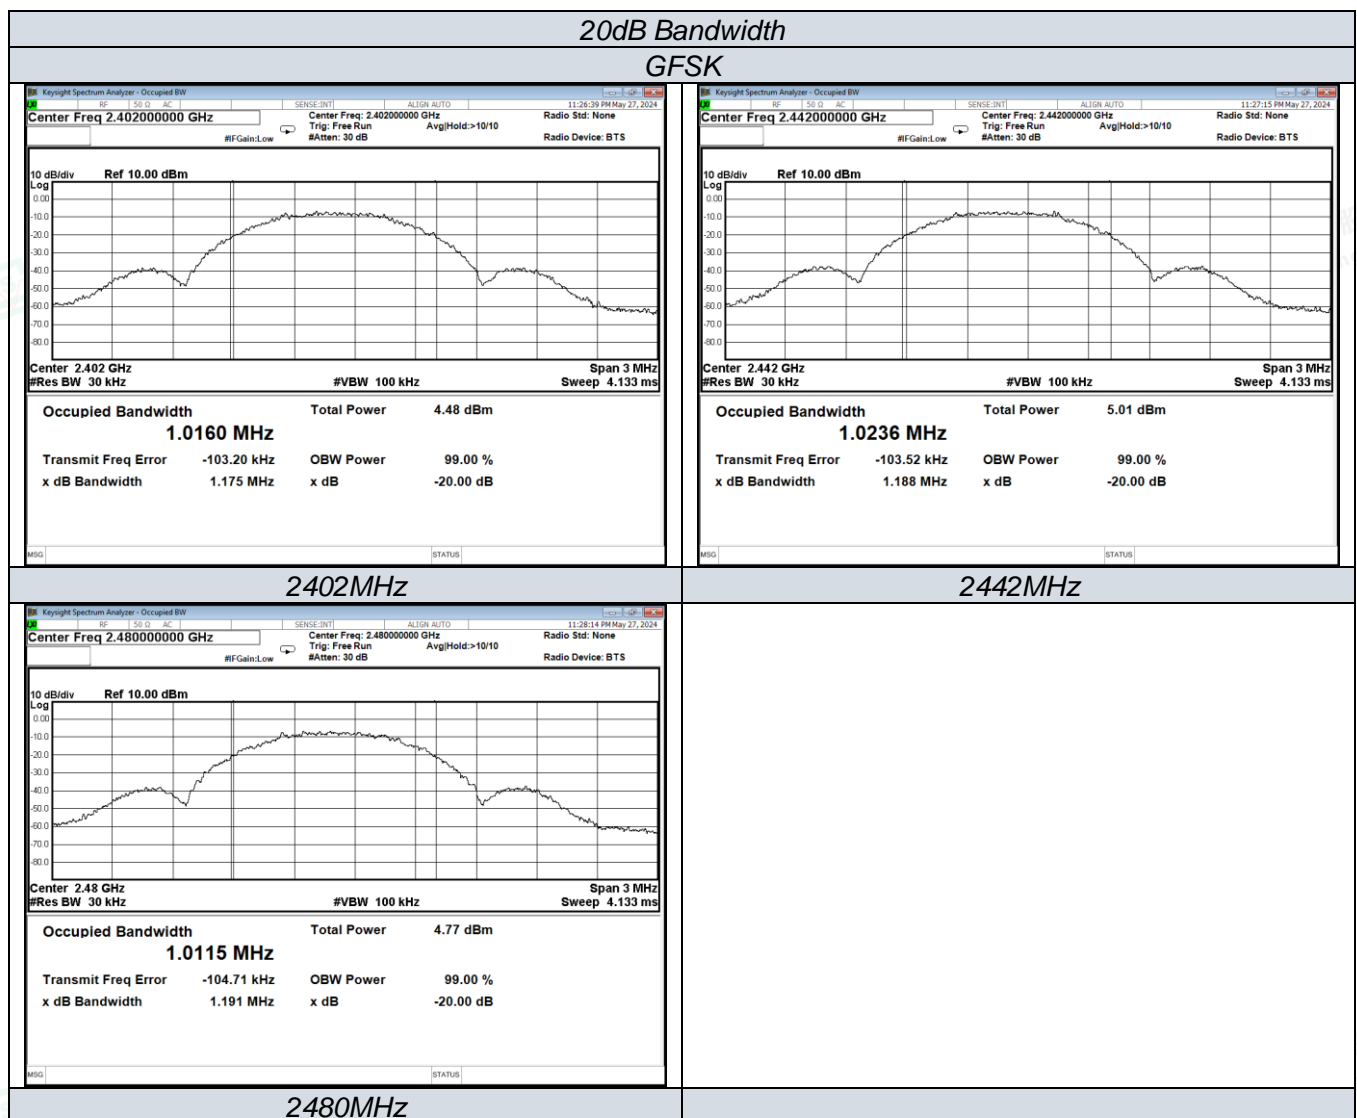 20dB Bandwidth
GFSK
Keysight Spectrum Analyzer - Occupied BW
LXI RF 50 Ω AC SENSE:INT ALIGN AUTO 11:26:39 PM May 27, 2024
Center Freq 2.402000000 GHz Center Freq: 2.402000000 GHz Radio Std: None
Trig: Free Run Avg|Hold:>10/10
#IFGain:Low #Atten: 30 dB Radio Device: BTS
10 dB/div Ref 10.00 dBm
Log
0.00
-10.0
-20.0
-30.0
-40.0
-50.0
-60.0
-70.0
-80.0
Center 2.402 GHz Span 3 MHz
#Res BW 30 kHz #VBW 100 kHz Sweep 4.133 ms
Occupied Bandwidth Total Power 4.48 dBm
1.0160 MHz
Transmit Freq Error -103.20 kHz OBW Power 99.00 %
x dB Bandwidth 1.175 MHz x dB -20.00 dB
MSG STATUS
2402MHz
Keysight Spectrum Analyzer - Occupied BW
RF 50 Ω AC SENSE:INT ALIGN AUTO 11:27:15 PM May 27, 2024
Center Freq 2.442000000 GHz Center Freq: 2.442000000 GHz Radio Std: None
Trig: Free Run Avg|Hold:>10/10
#IFGain:Low #Atten: 30 dB Radio Device: BTS
10 dB/div Ref 10.00 dBm
Log
0.00
-10.0
-20.0
-30.0
-40.0
-50.0
-60.0
-70.0
-80.0
Center 2.442 GHz Span 3 MHz
#Res BW 30 kHz #VBW 100 kHz Sweep 4.133 ms
Occupied Bandwidth Total Power 5.01 dBm
1.0236 MHz
Transmit Freq Error -103.52 kHz OBW Power 99.00 %
x dB Bandwidth 1.188 MHz x dB -20.00 dB
MSG STATUS
2442MHz
Keysight Spectrum Analyzer - Occupied BW
RF 50 Ω AC SENSE:INT ALIGN AUTO 11:28:14 PM May 27, 2024
Center Freq 2.480000000 GHz Center Freq: 2.480000000 GHz Radio Std: None
Trig: Free Run Avg|Hold:>10/10
#IFGain:Low #Atten: 30 dB Radio Device: BTS
10 dB/div Ref 10.00 dBm
Log
0.00
-10.0
-20.0
-30.0
-40.0
-50.0
-60.0
-70.0
-80.0
Center 2.48 GHz Span 3 MHz
#Res BW 30 kHz #VBW 100 kHz Sweep 4.133 ms
Occupied Bandwidth Total Power 4.77 dBm
1.0115 MHz
Transmit Freq Error -104.71 kHz OBW Power 99.00 %
x dB Bandwidth 1.191 MHz x dB -20.00 dB
MSG STATUS
2480MHz